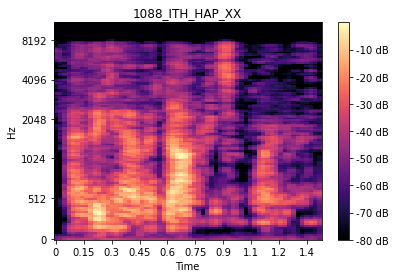 1088_ITH_HAP_XX
8192
4096
2048
1024
512
0
Hz
0 0.15 0.3 0.45 0.6 0.75 0.9 1.1 1.2 1.4
Time
-10 dB
-20 dB
-30 dB
-40 dB
-50 dB
-60 dB
-70 dB
-80 dB